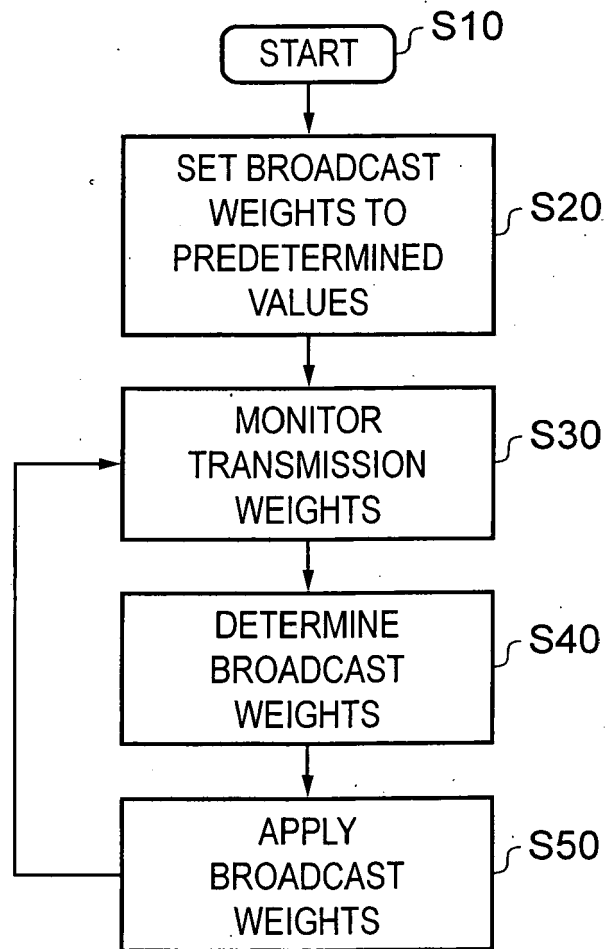 START
S10
SET BROADCAST
WEIGHTS TO
PREDETERMINED
VALUES
S20
MONITOR
TRANSMISSION
WEIGHTS
S30
DETERMINE
BROADCAST
WEIGHTS
S40
APPLY
BROADCAST
WEIGHTS
S50